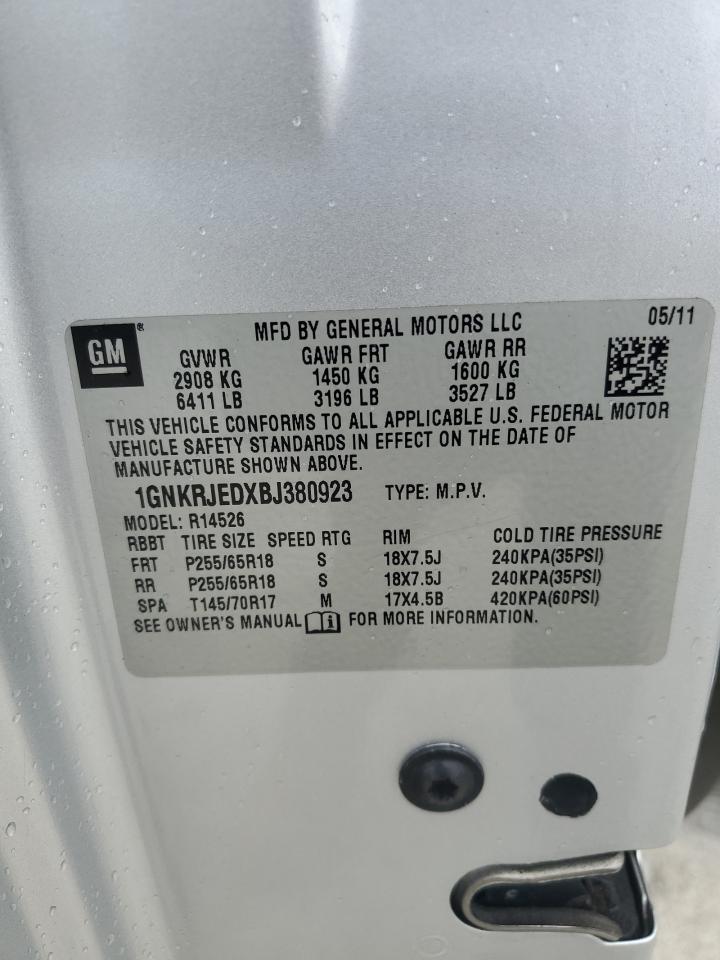 GM ®
MFD BY GENERAL MOTORS LLC 05/11
GVWR GAWR FRT GAWR RR
2908 KG 1450 KG 1600 KG
6411 LB 3196 LB 3527 LB
THIS VEHICLE CONFORMS TO ALL APPLICABLE U.S. FEDERAL MOTOR
VEHICLE SAFETY STANDARDS IN EFFECT ON THE DATE OF
MANUFACTURE SHOWN ABOVE.
1GNKRJEDXBJ380923 TYPE: M.P.V.
MODEL: R14526
RBBT TIRE SIZE SPEED RTG RIM COLD TIRE PRESSURE
FRT P255/65R18 S 18X7.5J 240KPA(35PSI)
RR P255/65R18 S 18X7.5J 240KPA(35PSI)
SPA T145/70R17 M 17X4.5B 420KPA(60PSI)
SEE OWNER'S MANUAL i FOR MORE INFORMATION.